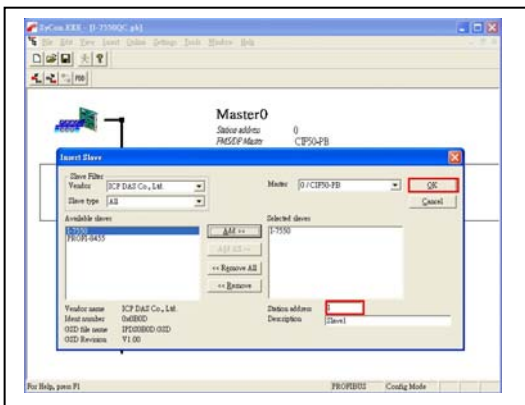 SyCon.EXE - [I-7550QC.pb]
File Edit View Insert Online Settings Tools Window Help
Master0
Station address 0
FMS/DP Master CIF50-PB
Insert Slave
Slave Filter
Vendor ICP DAS Co., Ltd.
Slave type All
Master 0 / CIF50-PB
OK
Cancel
Available slaves
I-7550
PROFI-8455
Add >>
Add All >>
<< Remove All
<< Remove
Selected slaves
I-7550
Vendor name ICP DAS Co., Ltd.
Ident number 0x0B0D
GSD file name IPDS0B0D.GSD
GSD Revision V1.00
Station address 1
Description Slave1
For Help, press F1
PROFIBUS Config Mode